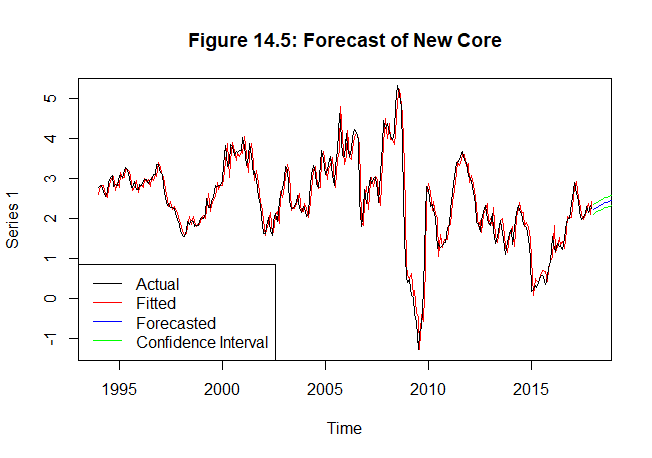 Figure 14.5: Forecast of New Core
Series 1
5
4
3
2
1
0
-1
Actual
Fitted
Forecasted
Confidence Interval
1995 2000 2005 2010 2015
Time